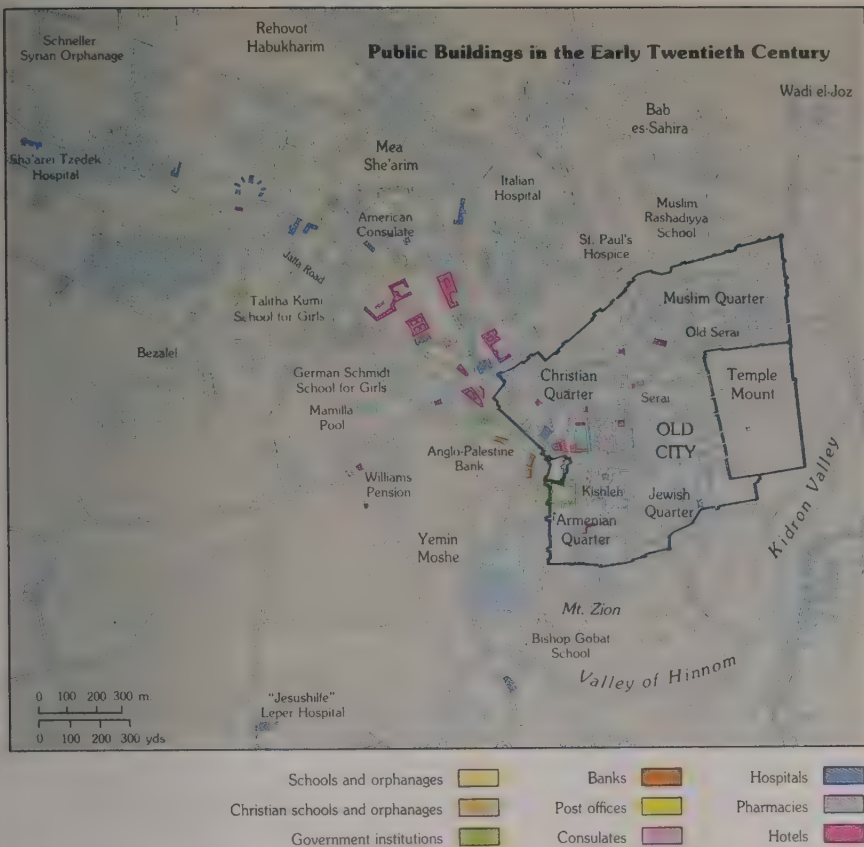 Public Buildings in the Early Twentieth Century
Schneller
Syrian Orphanage
Rehovot
Habukharim
Wadi el-Joz
Bab
es-Sahira
Sha'arei Tzedek
Hospital
Mea
She'arim
Italian
Hospital
American
Consulate
Muslim
Rashadiyya
School
St. Paul's
Hospice
Jaffa Road
Talitha Kumi
School for Girls
Muslim Quarter
Old Serai
Bezalel
German Schmidt
School for Girls
Christian
Quarter
Temple
Mount
Serai
Mamilla
Pool
OLD
CITY
Anglo-Palestine
Bank
Williams
Pension
Kishleh
Jewish
Quarter
Kidron Valley
Armenian
Quarter
Yemin
Moshe
Mt. Zion
Bishop Gobat
School
Valley of Hinnom
"Jesushilfe"
Leper Hospital
0 100 200 300 m.
0 100 200 300 yds.
Schools and orphanages
Banks
Hospitals
Christian schools and orphanages
Post offices
Pharmacies
Government institutions
Consulates
Hotels